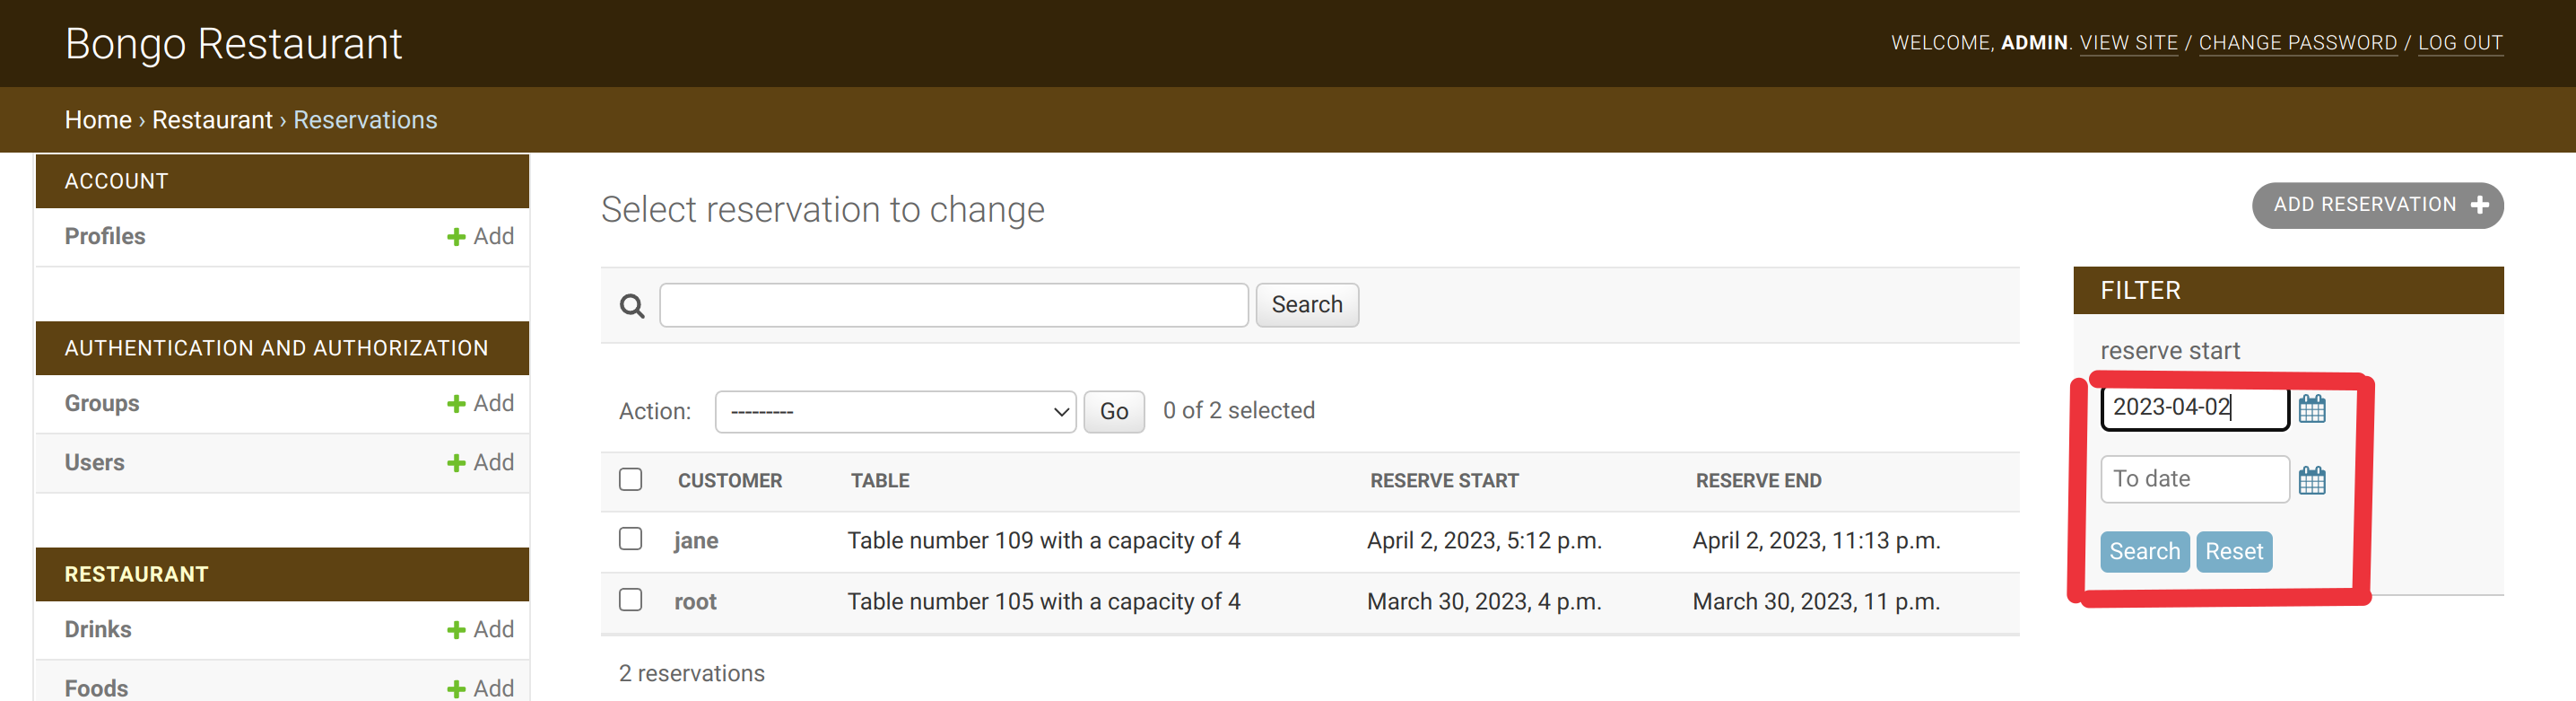 Bongo Restaurant
WELCOME, ADMIN. VIEW SITE / CHANGE PASSWORD / LOG OUT
Home › Restaurant › Reservations
ACCOUNT
Profiles
Add
AUTHENTICATION AND AUTHORIZATION
Groups
Add
Users
Add
RESTAURANT
Drinks
Add
Foods
Add
Select reservation to change
ADD RESERVATION
Search
Action: --------- Go 0 of 2 selected
CUSTOMER TABLE RESERVE START RESERVE END
jane Table number 109 with a capacity of 4 April 2, 2023, 5:12 p.m. April 2, 2023, 11:13 p.m.
root Table number 105 with a capacity of 4 March 30, 2023, 4 p.m. March 30, 2023, 11 p.m.
2 reservations
FILTER
reserve start
2023-04-02
To date
Search Reset